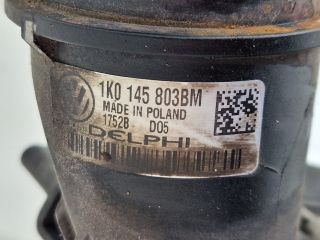 1K0 145 803BM
MADE IN POLAND
1752B D05
DELPHI